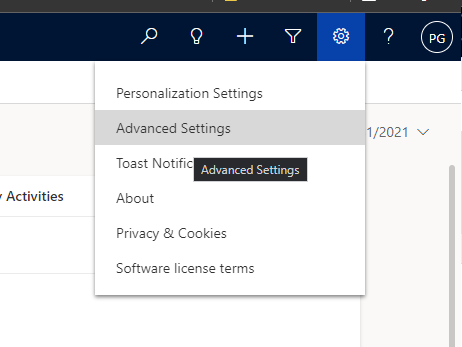 ?
PG
Personalization Settings
Advanced Settings
1/2021
Toast Notific
Advanced Settings
y Activities
About
Privacy & Cookies
Software license terms